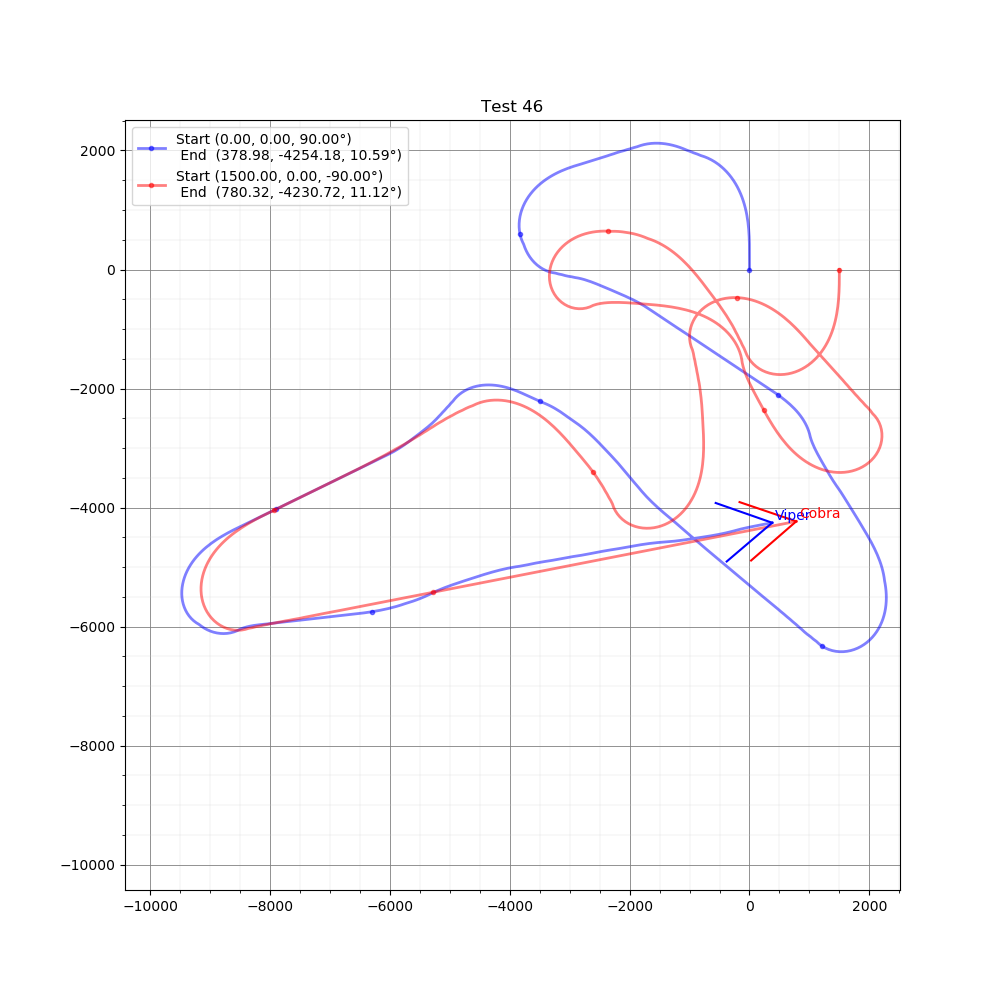 Test 46
Start (0.00, 0.00, 90.00°)
End  (378.98, -4254.18, 10.59°)
Start (1500.00, 0.00, -90.00°)
End  (780.32, -4230.72, 11.12°)
2000
0
−2000
−4000
−6000
−8000
−10000
Viper
Cobra
−10000
−8000
−6000
−4000
−2000
0
2000